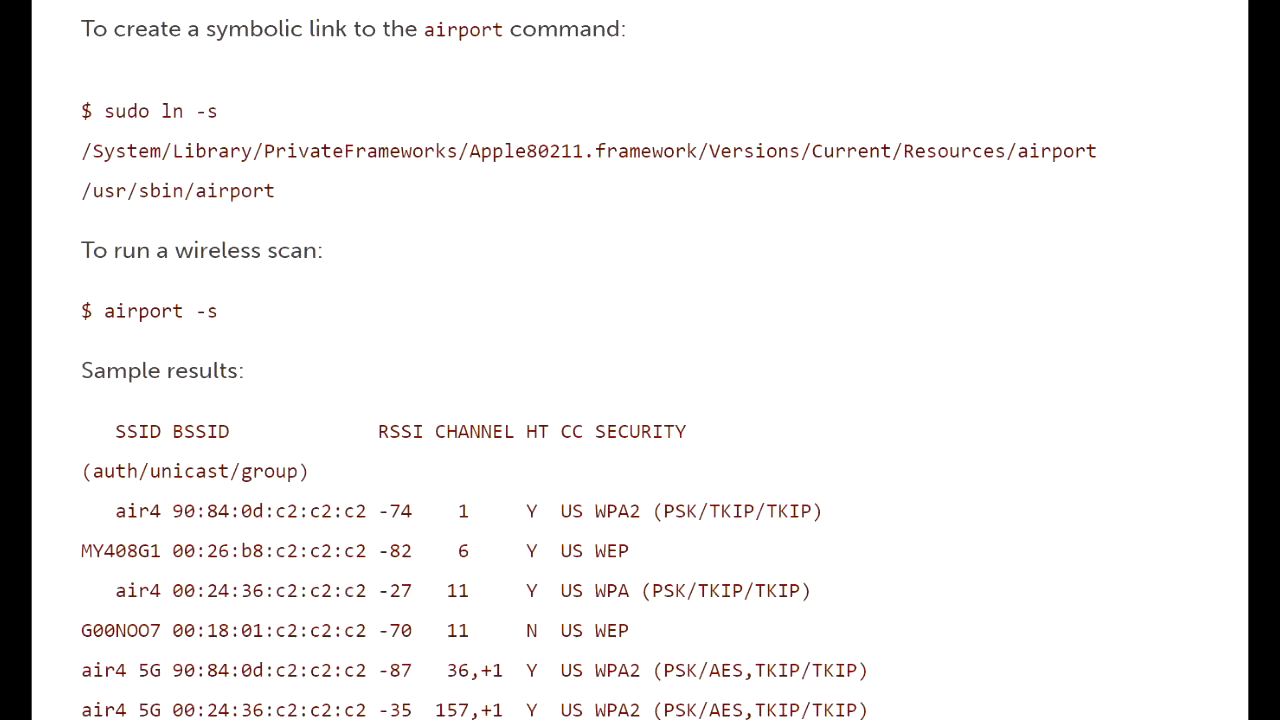 To create a symbolic link to the airport command:
$ sudo ln -s
/System/Library/PrivateFrameworks/Apple80211.framework/Versions/Current/Resources/airport
/usr/sbin/airport
To run a wireless scan:
$ airport -s
Sample results:
   SSID BSSID             RSSI CHANNEL HT CC SECURITY
(auth/unicast/group)
   air4 90:84:0d:c2:c2:c2 -74    1     Y  US WPA2 (PSK/TKIP/TKIP)
MY408G1 00:26:b8:c2:c2:c2 -82    6     Y  US WEP
   air4 00:24:36:c2:c2:c2 -27   11     Y  US WPA (PSK/TKIP/TKIP)
G00NOO7 00:18:01:c2:c2:c2 -70   11     N  US WEP
air4 5G 90:84:0d:c2:c2:c2 -87   36,+1  Y  US WPA2 (PSK/AES,TKIP/TKIP)
air4 5G 00:24:36:c2:c2:c2 -35  157,+1  Y  US WPA2 (PSK/AES,TKIP/TKIP)